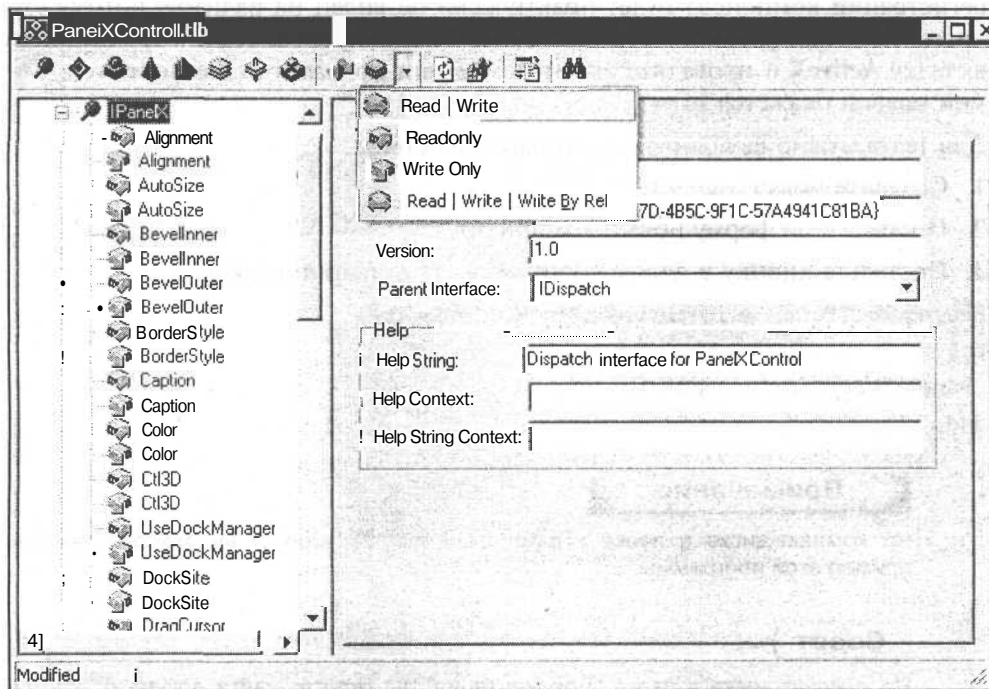 PaneiXControll.tlb
IPanelX
Alignment
Alignment
AutoSize
AutoSize
BevelInner
BevelInner
BevelOuter
BevelOuter
BorderStyle
BorderStyle
Caption
Caption
Color
Color
Ctl3D
Ctl3D
UseDockManager
UseDockManager
DockSite
DockSite
DragCursor
4]
Read | Write
Readonly
Write Only
Read | Write | Write By Rel
7D-4B5C-9F1C-57A4941C81BA}
Version:
1.0
Parent Interface:
IDispatch
Help
Help String:
Dispatch interface for PanelXControl
Help Context:
Help String Context:
Modified